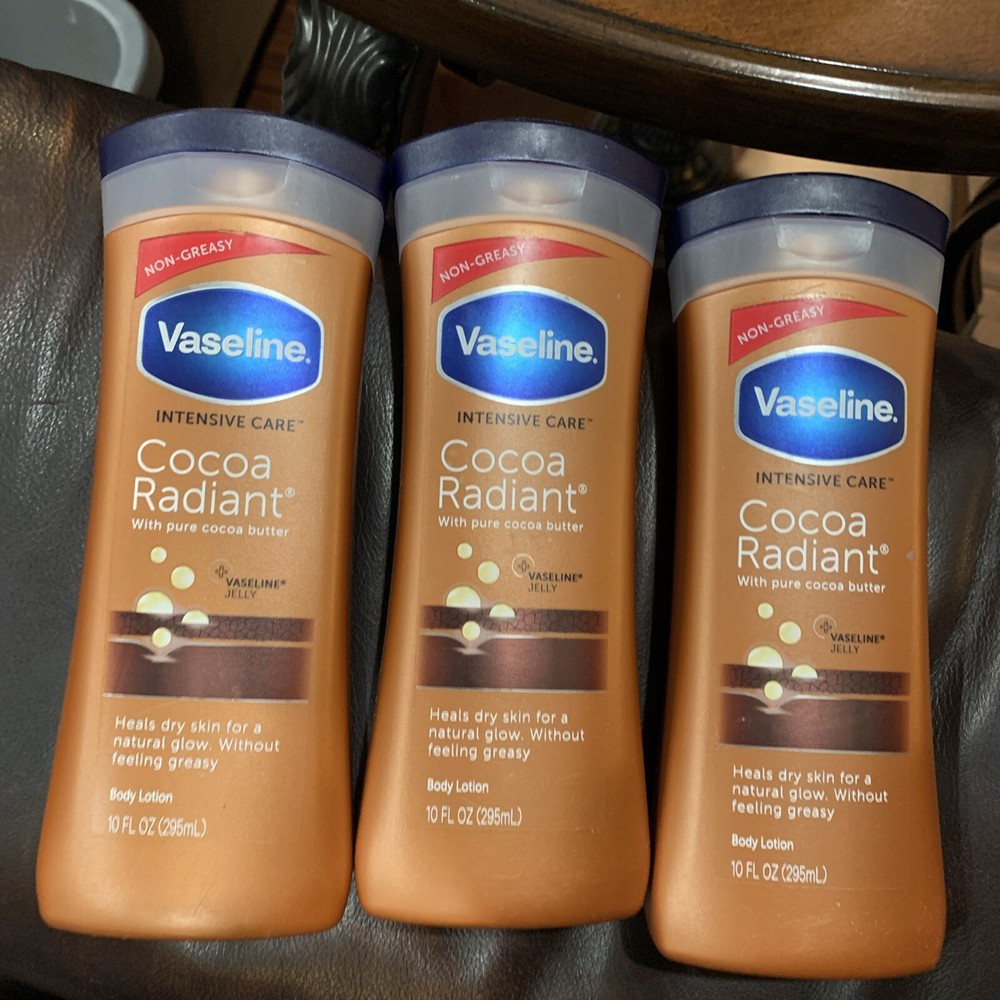 NON-GREASY
Vaseline.
INTENSIVE CARE™
Cocoa
Radiant®
With pure cocoa butter
VASELINE®
JELLY
Heals dry skin for a
natural glow. Without
feeling greasy
Body Lotion
10 FL OZ (295mL)
NON-GREASY
Vaseline.
INTENSIVE CARE™
Cocoa
Radiant®
With pure cocoa butter
VASELINE®
JELLY
Heals dry skin for a
natural glow. Without
feeling greasy
Body Lotion
10 FL OZ (295mL)
NON-GREASY
Vaseline.
INTENSIVE CARE™
Cocoa
Radiant®
With pure cocoa butter
VASELINE®
JELLY
Heals dry skin for a
natural glow. Without
feeling greasy
Body Lotion
10 FL OZ (295mL)